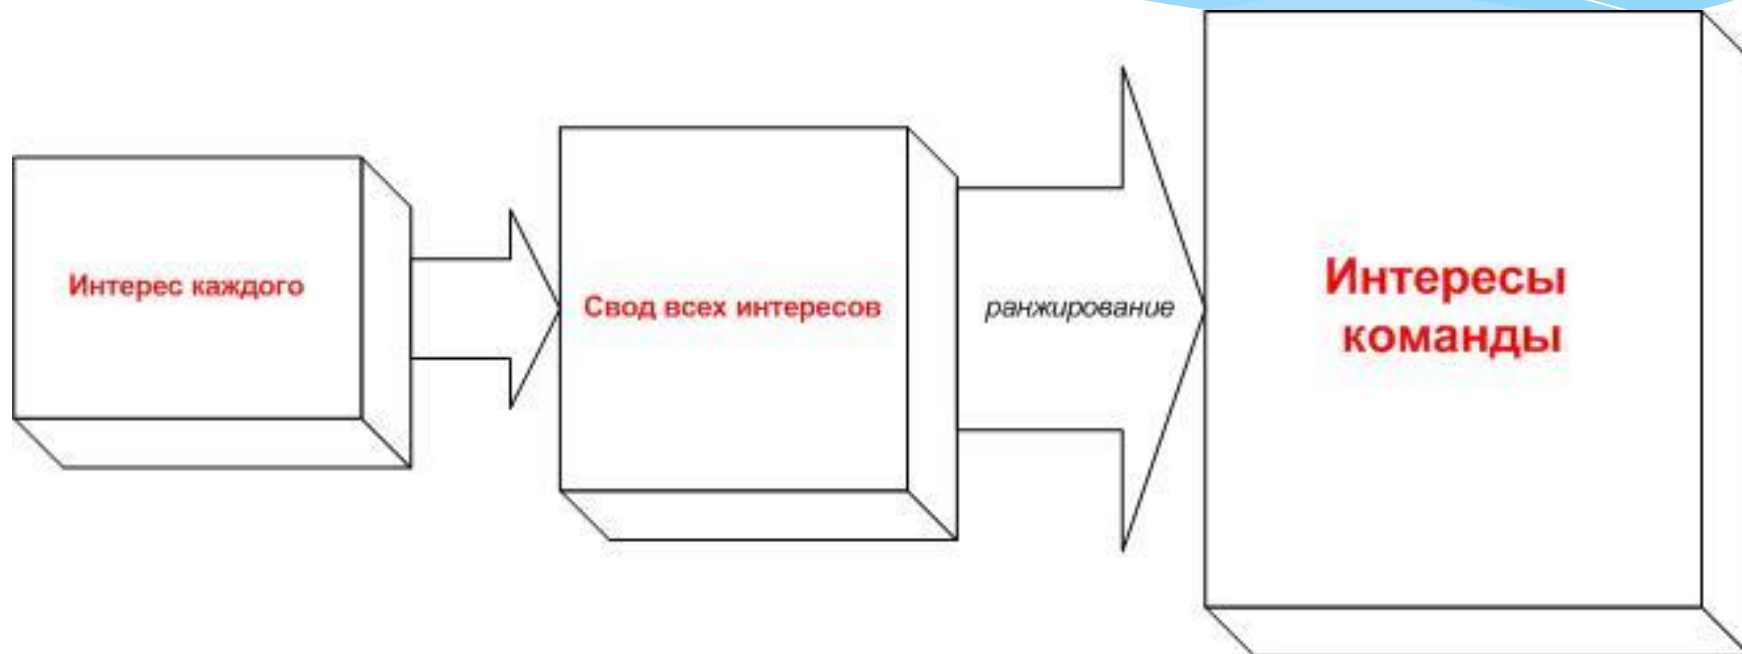 Интерес каждого
Свод всех интересов
ранжирование
Интересы
команды